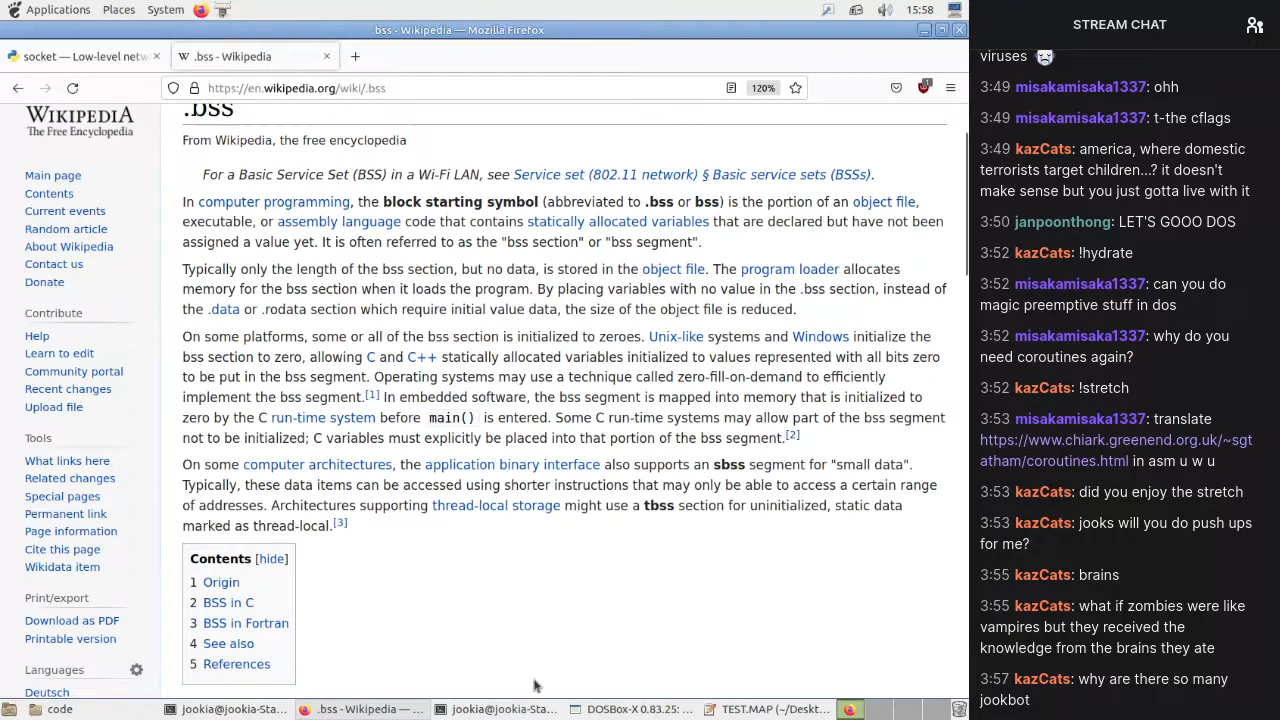 Applications Places System 15:58
.bss - Wikipedia — Mozilla Firefox
socket — Low-level netw
W .bss - Wikipedia
https://en.wikipedia.org/wiki/.bss
120%
1
WIKIPEDIA
The Free Encyclopedia
Main page
Contents
Current events
Random article
About Wikipedia
Contact us
Donate
Contribute
Help
Learn to edit
Community portal
Recent changes
Upload file
Tools
What links here
Related changes
Special pages
Permanent link
Page information
Cite this page
Wikidata item
Print/export
Download as PDF
Printable version
Languages
Deutsch
.bss
From Wikipedia, the free encyclopedia
For a Basic Service Set (BSS) in a Wi-Fi LAN, see Service set (802.11 network) § Basic service sets (BSSs).
In computer programming, the block starting symbol (abbreviated to .bss or bss) is the portion of an object file,
executable, or assembly language code that contains statically allocated variables that are declared but have not been
assigned a value yet. It is often referred to as the "bss section" or "bss segment".
Typically only the length of the bss section, but no data, is stored in the object file. The program loader allocates
memory for the bss section when it loads the program. By placing variables with no value in the .bss section, instead of
the .data or .rodata section which require initial value data, the size of the object file is reduced.
On some platforms, some or all of the bss section is initialized to zeroes. Unix-like systems and Windows initialize the
bss section to zero, allowing C and C++ statically allocated variables initialized to values represented with all bits zero
to be put in the bss segment. Operating systems may use a technique called zero-fill-on-demand to efficiently
implement the bss segment.[1] In embedded software, the bss segment is mapped into memory that is initialized to
zero by the C run-time system before main() is entered. Some C run-time systems may allow part of the bss segment
not to be initialized; C variables must explicitly be placed into that portion of the bss segment.[2]
On some computer architectures, the application binary interface also supports an sbss segment for "small data".
Typically, these data items can be accessed using shorter instructions that may only be able to access a certain range
of addresses. Architectures supporting thread-local storage might use a tbss section for uninitialized, static data
marked as thread-local.[3]
Contents [hide]
1 Origin
2 BSS in C
3 BSS in Fortran
4 See also
5 References
code
jookia@jookia-Sta...
.bss - Wikipedia — ...
jookia@jookia-Sta...
DOSBox-X 0.83.25: ...
TEST.MAP (~/Deskt...
STREAM CHAT
viruses
3:49 misakamisaka1337: ohh
3:49 misakamisaka1337: t-the cflags
3:49 kazCats: america, where domestic
terrorists target children...? it doesn't
make sense but you just gotta live with it
3:50 janpoonthong: LET'S GOOO DOS
3:52 kazCats: !hydrate
3:52 misakamisaka1337: can you do
magic preemptive stuff in dos
3:52 misakamisaka1337: why do you
need coroutines again?
3:52 kazCats: !stretch
3:53 misakamisaka1337: translate
https://www.chiark.greenend.org.uk/~sgt
atham/coroutines.html in asm u w u
3:53 kazCats: did you enjoy the stretch
3:53 kazCats: jooks will you do push ups
for me?
3:55 kazCats: brains
3:55 kazCats: what if zombies were like
vampires but they received the
knowledge from the brains they ate
3:57 kazCats: why are there so many
jookbot